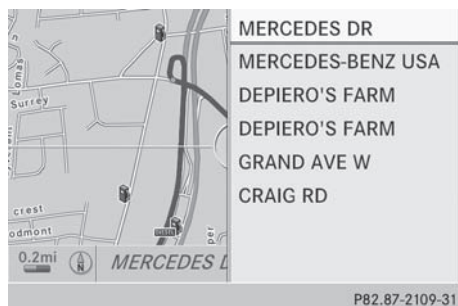 Lomas
Surrey
crest
odmont
0.2mi
N
MERCEDES D
MERCEDES DR
MERCEDES-BENZ USA
DEPIERO'S FARM
DEPIERO'S FARM
GRAND AVE W
CRAIG RD
P82.87-2109-31